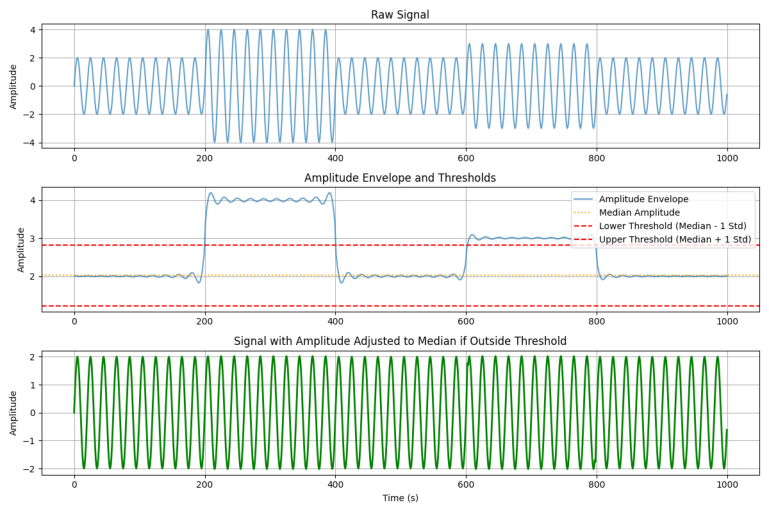 Raw Signal
4
2
0
−2
−4
Amplitude
0
200
400
600
800
1000
Amplitude Envelope and Thresholds
4
3
2
Amplitude
Amplitude Envelope
Median Amplitude
Lower Threshold (Median - 1 Std)
Upper Threshold (Median + 1 Std)
0
200
400
600
800
1000
Signal with Amplitude Adjusted to Median if Outside Threshold
2
1
0
−1
−2
Amplitude
0
200
400
600
800
1000
Time (s)